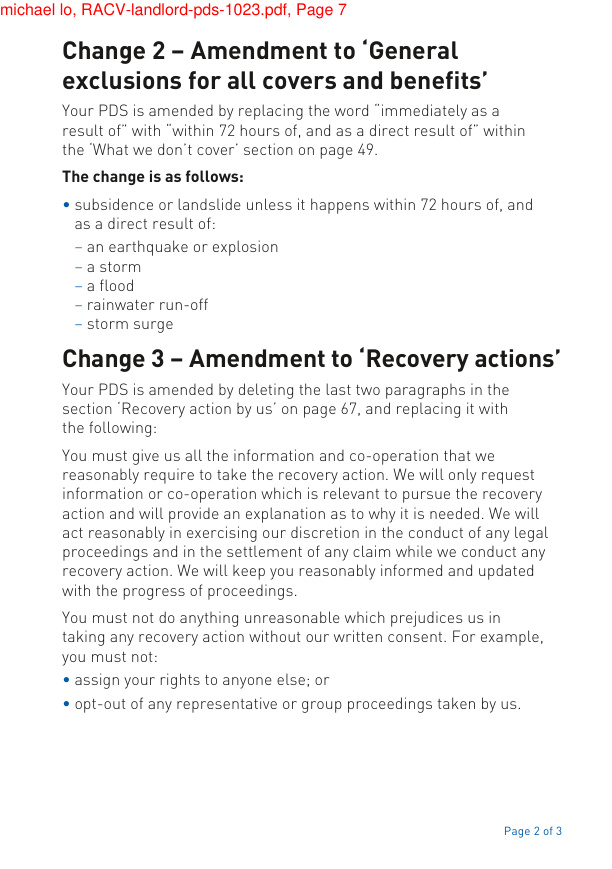 michael lo, RACV-landlord-pds-1023.pdf, Page 7
Change 2 – Amendment to ‘General
exclusions for all covers and benefits’
Your PDS is amended by replacing the word “immediately as a
result of” with “within 72 hours of, and as a direct result of” within
the ‘What we don’t cover’ section on page 49.
The change is as follows:
• subsidence or landslide unless it happens within 72 hours of, and
as a direct result of:
– an earthquake or explosion
– a storm
– a flood
– rainwater run-off
– storm surge
Change 3 – Amendment to ‘Recovery actions’
Your PDS is amended by deleting the last two paragraphs in the
section ‘Recovery action by us’ on page 67, and replacing it with
the following:
You must give us all the information and co-operation that we
reasonably require to take the recovery action. We will only request
information or co-operation which is relevant to pursue the recovery
action and will provide an explanation as to why it is needed. We will
act reasonably in exercising our discretion in the conduct of any legal
proceedings and in the settlement of any claim while we conduct any
recovery action. We will keep you reasonably informed and updated
with the progress of proceedings.
You must not do anything unreasonable which prejudices us in
taking any recovery action without our written consent. For example,
you must not:
• assign your rights to anyone else; or
• opt-out of any representative or group proceedings taken by us.
Page 2 of 3